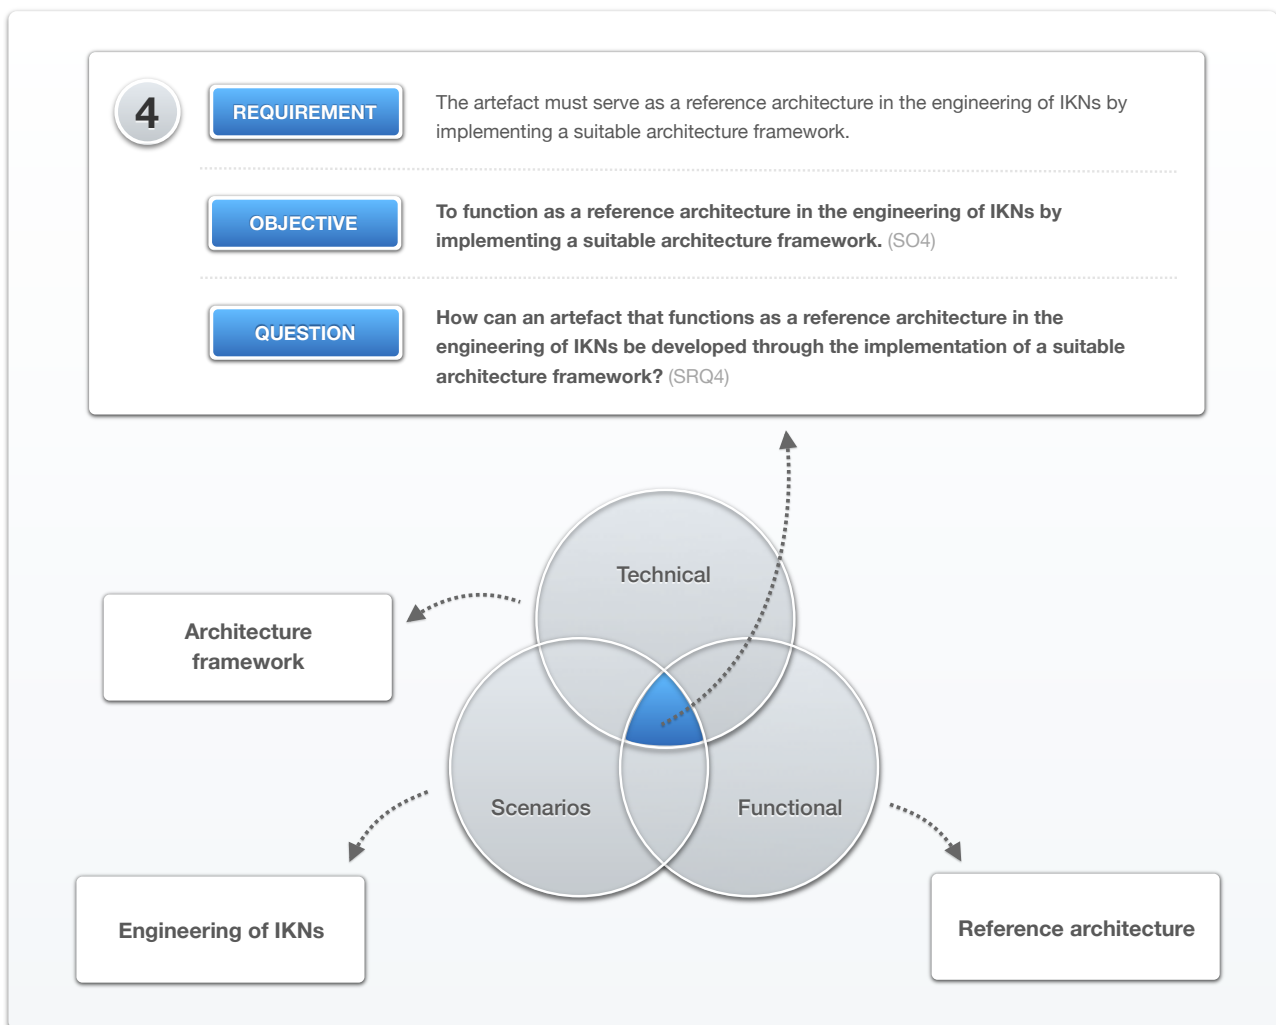 4
REQUIREMENT
The artefact must serve as a reference architecture in the engineering of IKNs by
implementing a suitable architecture framework.
OBJECTIVE
To function as a reference architecture in the engineering of IKNs by
implementing a suitable architecture framework. (SO4)
QUESTION
How can an artefact that functions as a reference architecture in the
engineering of IKNs be developed through the implementation of a suitable
architecture framework? (SRQ4)
Technical
Architecture
framework
Scenarios
Functional
Engineering of IKNs
Reference architecture